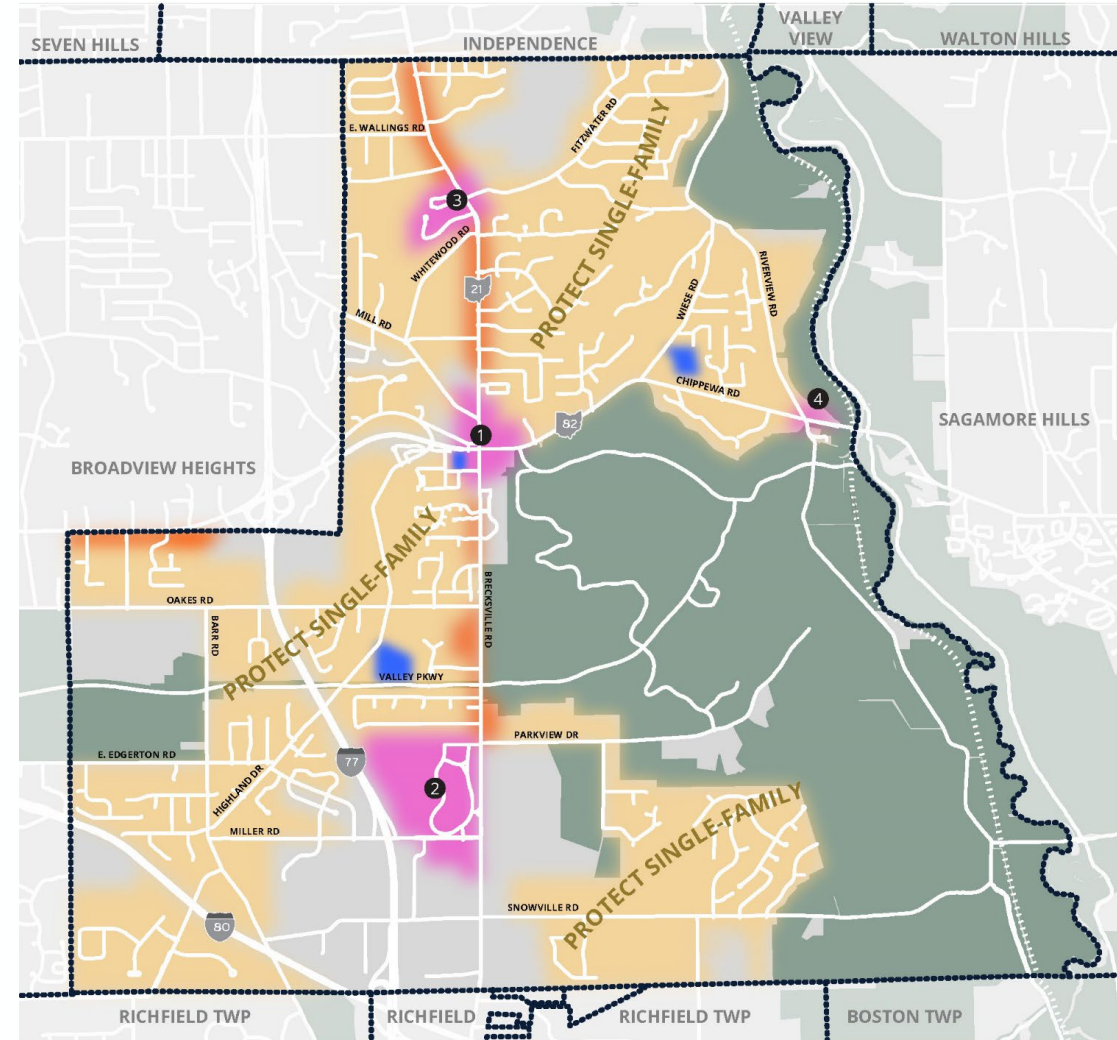 SEVEN HILLS
INDEPENDENCE
VALLEY
VIEW
WALTON HILLS
E. WALLINGS RD
FITZWATER RD
PROTECT SINGLE-FAMILY
3
WHITEWOOD RD
RIVERVIEW RD
21
WIESE RD
MILL RD
CHIPPEWA RD
4
82
SAGAMORE HILLS
1
BROADVIEW HEIGHTS
PROTECT SINGLE-FAMILY
BRECKSVILLE RD
OAKES RD
BARR RD
VALLEY PKWY
PARKVIEW DR
E. EDGERTON RD
77
HIGHLAND DR
2
MILLER RD
PROTECT SINGLE-FAMILY
SNOWVILLE RD
80
RICHFIELD TWP
RICHFIELD
RICHFIELD TWP
BOSTON TWP